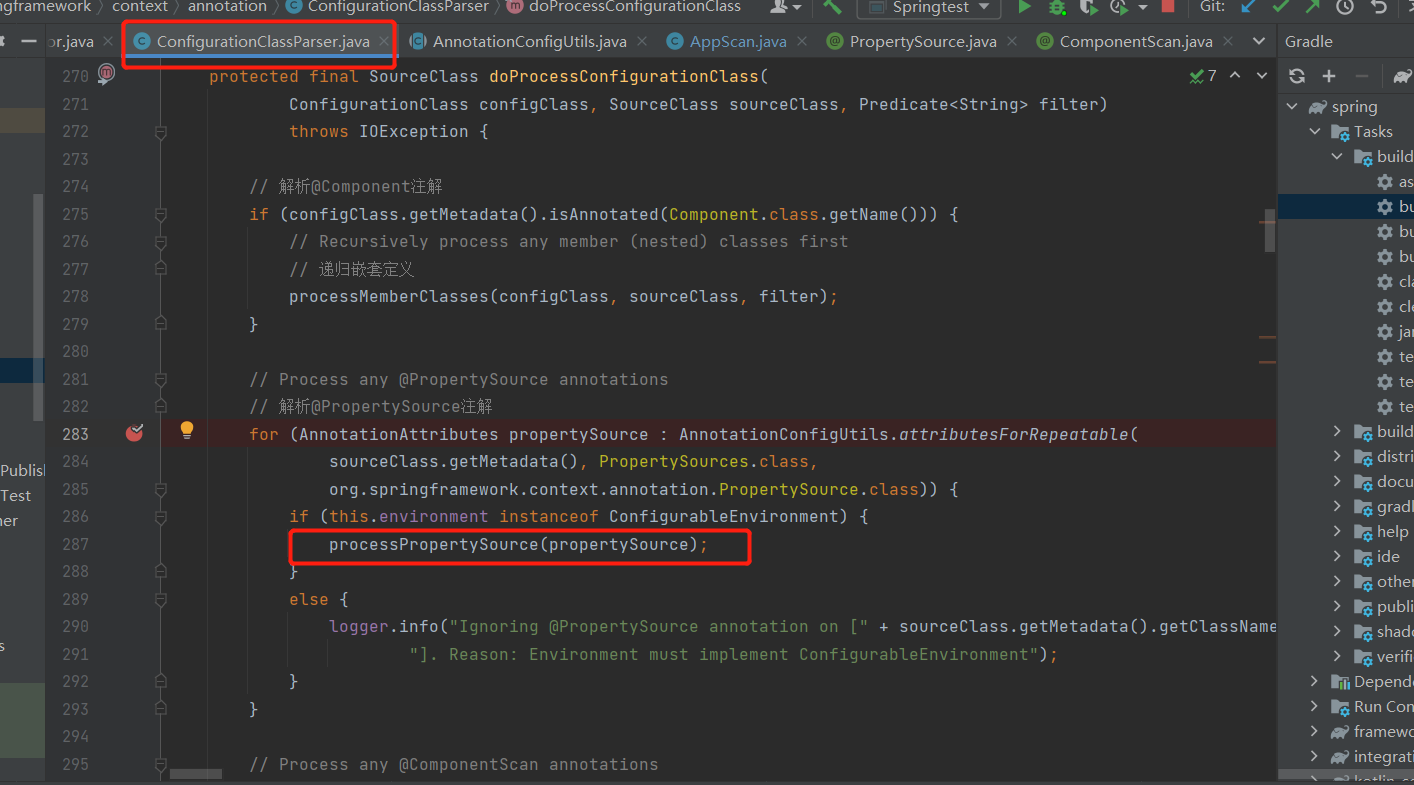 ngframework context annotation ConfigurationClassParser doProcessConfigurationClass Springtest Git:
or.java ConfigurationClassParser.java AnnotationConfigUtils.java AppScan.java PropertySource.java ComponentScan.java Gradle
270 protected final SourceClass doProcessConfigurationClass( 7
271 ConfigurationClass configClass, SourceClass sourceClass, Predicate<String> filter)
272 throws IOException {
273
274 // 解析@Component注解
275 if (configClass.getMetadata().isAnnotated(Component.class.getName())) {
276 // Recursively process any member (nested) classes first
277 // 递归嵌套定义
278 processMemberClasses(configClass, sourceClass, filter);
279 }
280
281 // Process any @PropertySource annotations
282 // 解析@PropertySource注解
283 for (AnnotationAttributes propertySource : AnnotationConfigUtils.attributesForRepeatable(
284 sourceClass.getMetadata(), PropertySources.class,
285 org.springframework.context.annotation.PropertySource.class)) {
286 if (this.environment instanceof ConfigurableEnvironment) {
287 processPropertySource(propertySource);
288 }
289 else {
290 logger.info("Ignoring @PropertySource annotation on [" + sourceClass.getMetadata().getClassName
291 "]. Reason: Environment must implement ConfigurableEnvironment");
292 }
293 }
294
295 // Process any @ComponentScan annotations
Publis
Test
ner
s
spring
Tasks
build
as
bu
bu
bu
cla
cle
jar
te
te
te
build
distri
docu
gradl
help
ide
other
publi
shado
verifi
Depende
Run Con
framewo
integrati
kotlin-co